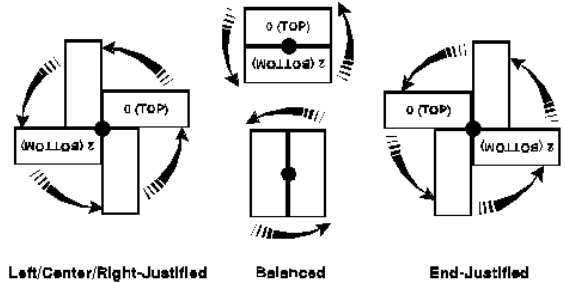 0 (TOP)
2 (BOTTOM)
0 (TOP)
2 (BOTTOM)
0 (TOP)
2 (BOTTOM)
Left/Center/Right-Justified
Balanced
End-Justified